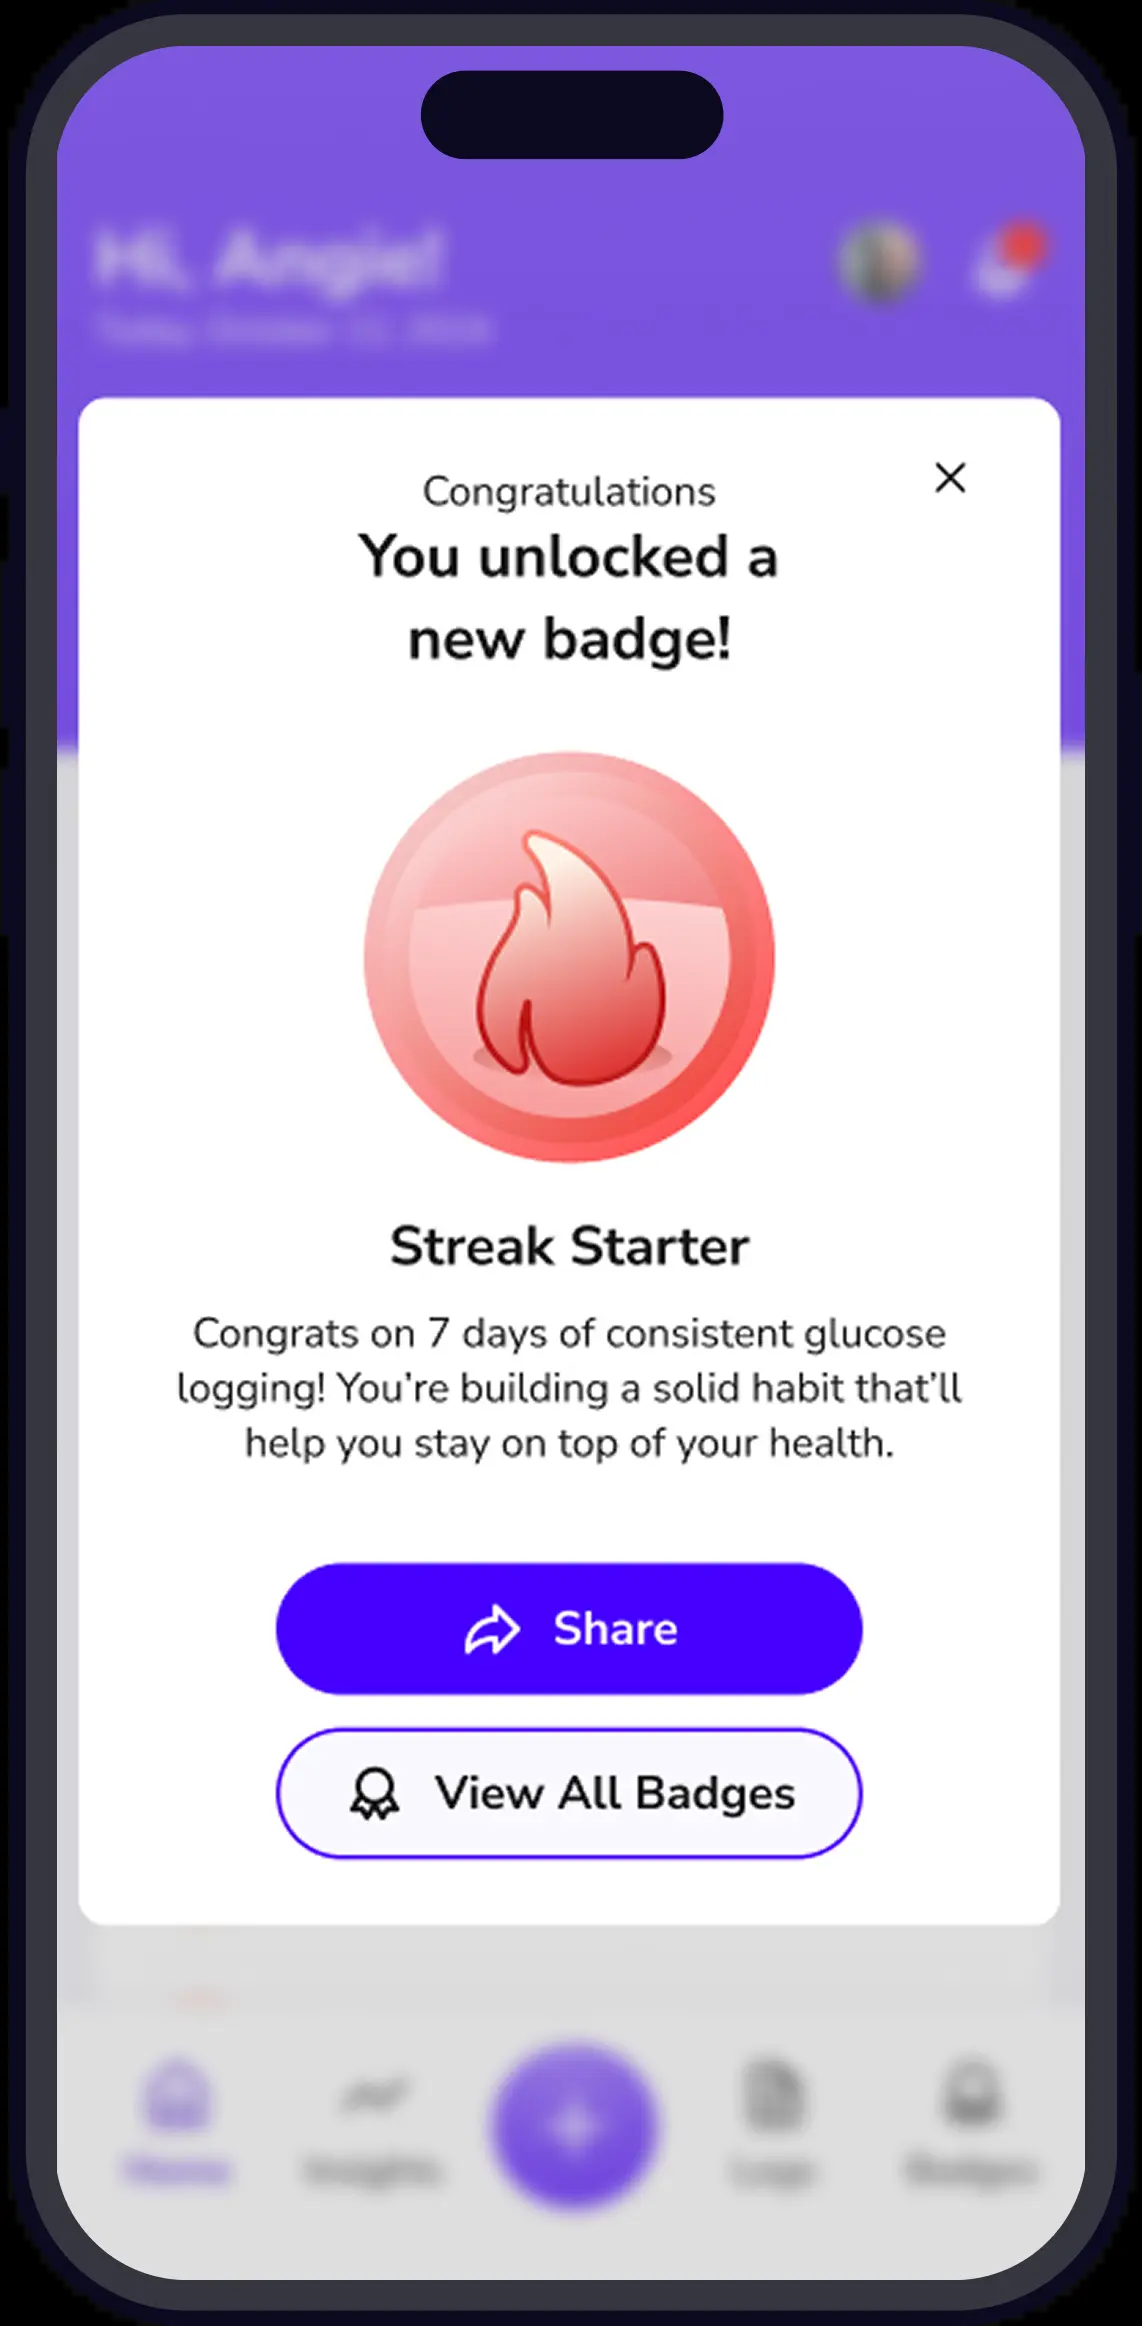 Hi, Angie!
Congratulations
You unlocked a
new badge!
Streak Starter
Congrats on 7 days of consistent glucose
logging! You're building a solid habit that'll
help you stay on top of your health.
Share
View All Badges
Home
Insights
Logs
Badges